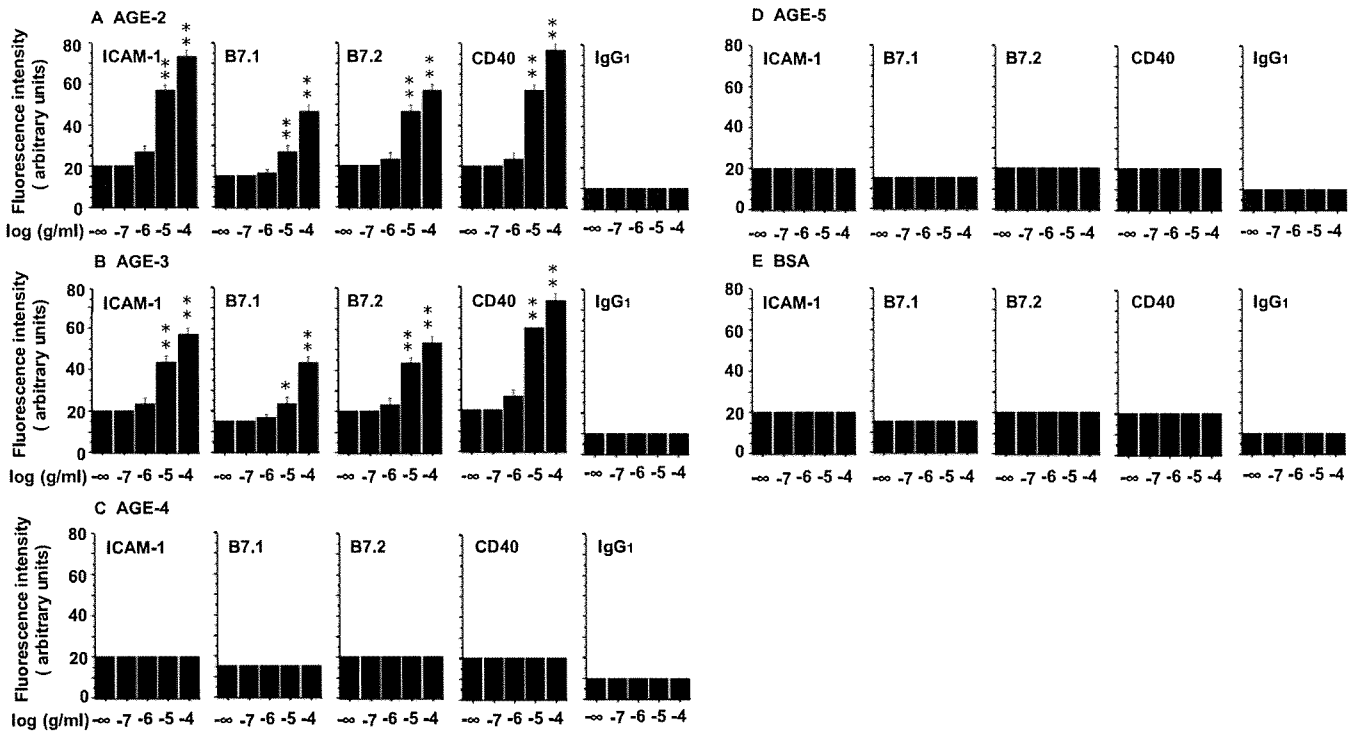 A AGE-2
Fluorescence intensity
( arbitrary units)
80
60
40
20
0
ICAM-1
B7.1
B7.2
CD40
IgG1
** ** ** ** ** ** ** **
log (g/ml) -∞ -7 -6 -5 -4 -∞ -7 -6 -5 -4 -∞ -7 -6 -5 -4 -∞ -7 -6 -5 -4 -∞ -7 -6 -5 -4
B AGE-3
Fluorescence intensity
( arbitrary units)
80
60
40
20
0
ICAM-1
B7.1
B7.2
CD40
IgG1
** ** * ** ** ** ** **
log (g/ml) -∞ -7 -6 -5 -4 -∞ -7 -6 -5 -4 -∞ -7 -6 -5 -4 -∞ -7 -6 -5 -4 -∞ -7 -6 -5 -4
C AGE-4
Fluorescence intensity
( arbitrary units)
80
60
40
20
0
ICAM-1
B7.1
B7.2
CD40
IgG1
log (g/ml) -∞ -7 -6 -5 -4 -∞ -7 -6 -5 -4 -∞ -7 -6 -5 -4 -∞ -7 -6 -5 -4 -∞ -7 -6 -5 -4
D AGE-5
80
60
40
20
0
ICAM-1
B7.1
B7.2
CD40
IgG1
-∞ -7 -6 -5 -4 -∞ -7 -6 -5 -4 -∞ -7 -6 -5 -4 -∞ -7 -6 -5 -4 -∞ -7 -6 -5 -4
E BSA
80
60
40
20
0
ICAM-1
B7.1
B7.2
CD40
IgG1
-∞ -7 -6 -5 -4 -∞ -7 -6 -5 -4 -∞ -7 -6 -5 -4 -∞ -7 -6 -5 -4 -∞ -7 -6 -5 -4